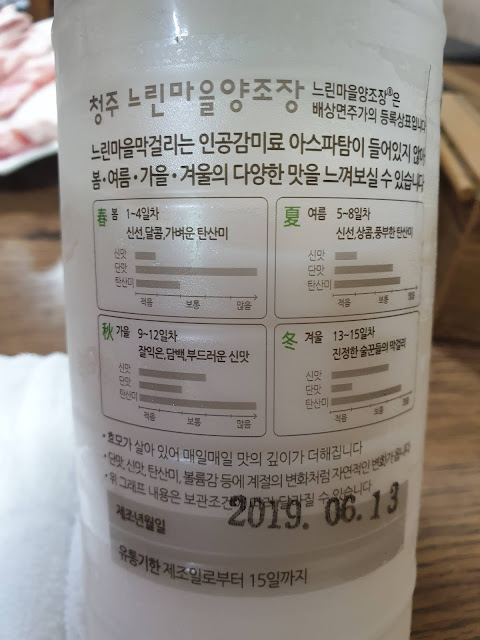 청주 느린마을양조장 느린마을양조장®은
배상면주가의 등록상표입니다
느린마을막걸리는 인공감미료 아스파탐이 들어있지 않아
봄·여름·가을·겨울의 다양한 맛을 느껴보실 수 있습니다
春 봄 1~4일차
신선,달콤,가벼운 탄산미
신맛
단맛
탄산미
적음 보통 많음
夏 여름 5~8일차
신선,상콤,풍부한 탄산미
신맛
단맛
탄산미
적음 보통 많음
秋 가을 9~12일차
잘익은,담백,부드러운 신맛
신맛
단맛
탄산미
적음 보통 많음
冬 겨울 13~15일차
진정한 술꾼들의 막걸리
신맛
단맛
탄산미
적음 보통 많음
·효모가 살아 있어 매일매일 맛의 깊이가 더해집니다
·단맛, 신맛, 탄산미, 볼륨감 등에 계절의 변화처럼 자연적인 변화가 옵니다
·위 그래프 내용은 보관조건에 따라 달라질 수 있습니다
제조년월일 2019. 06.13
유통기한 제조일로부터 15일까지